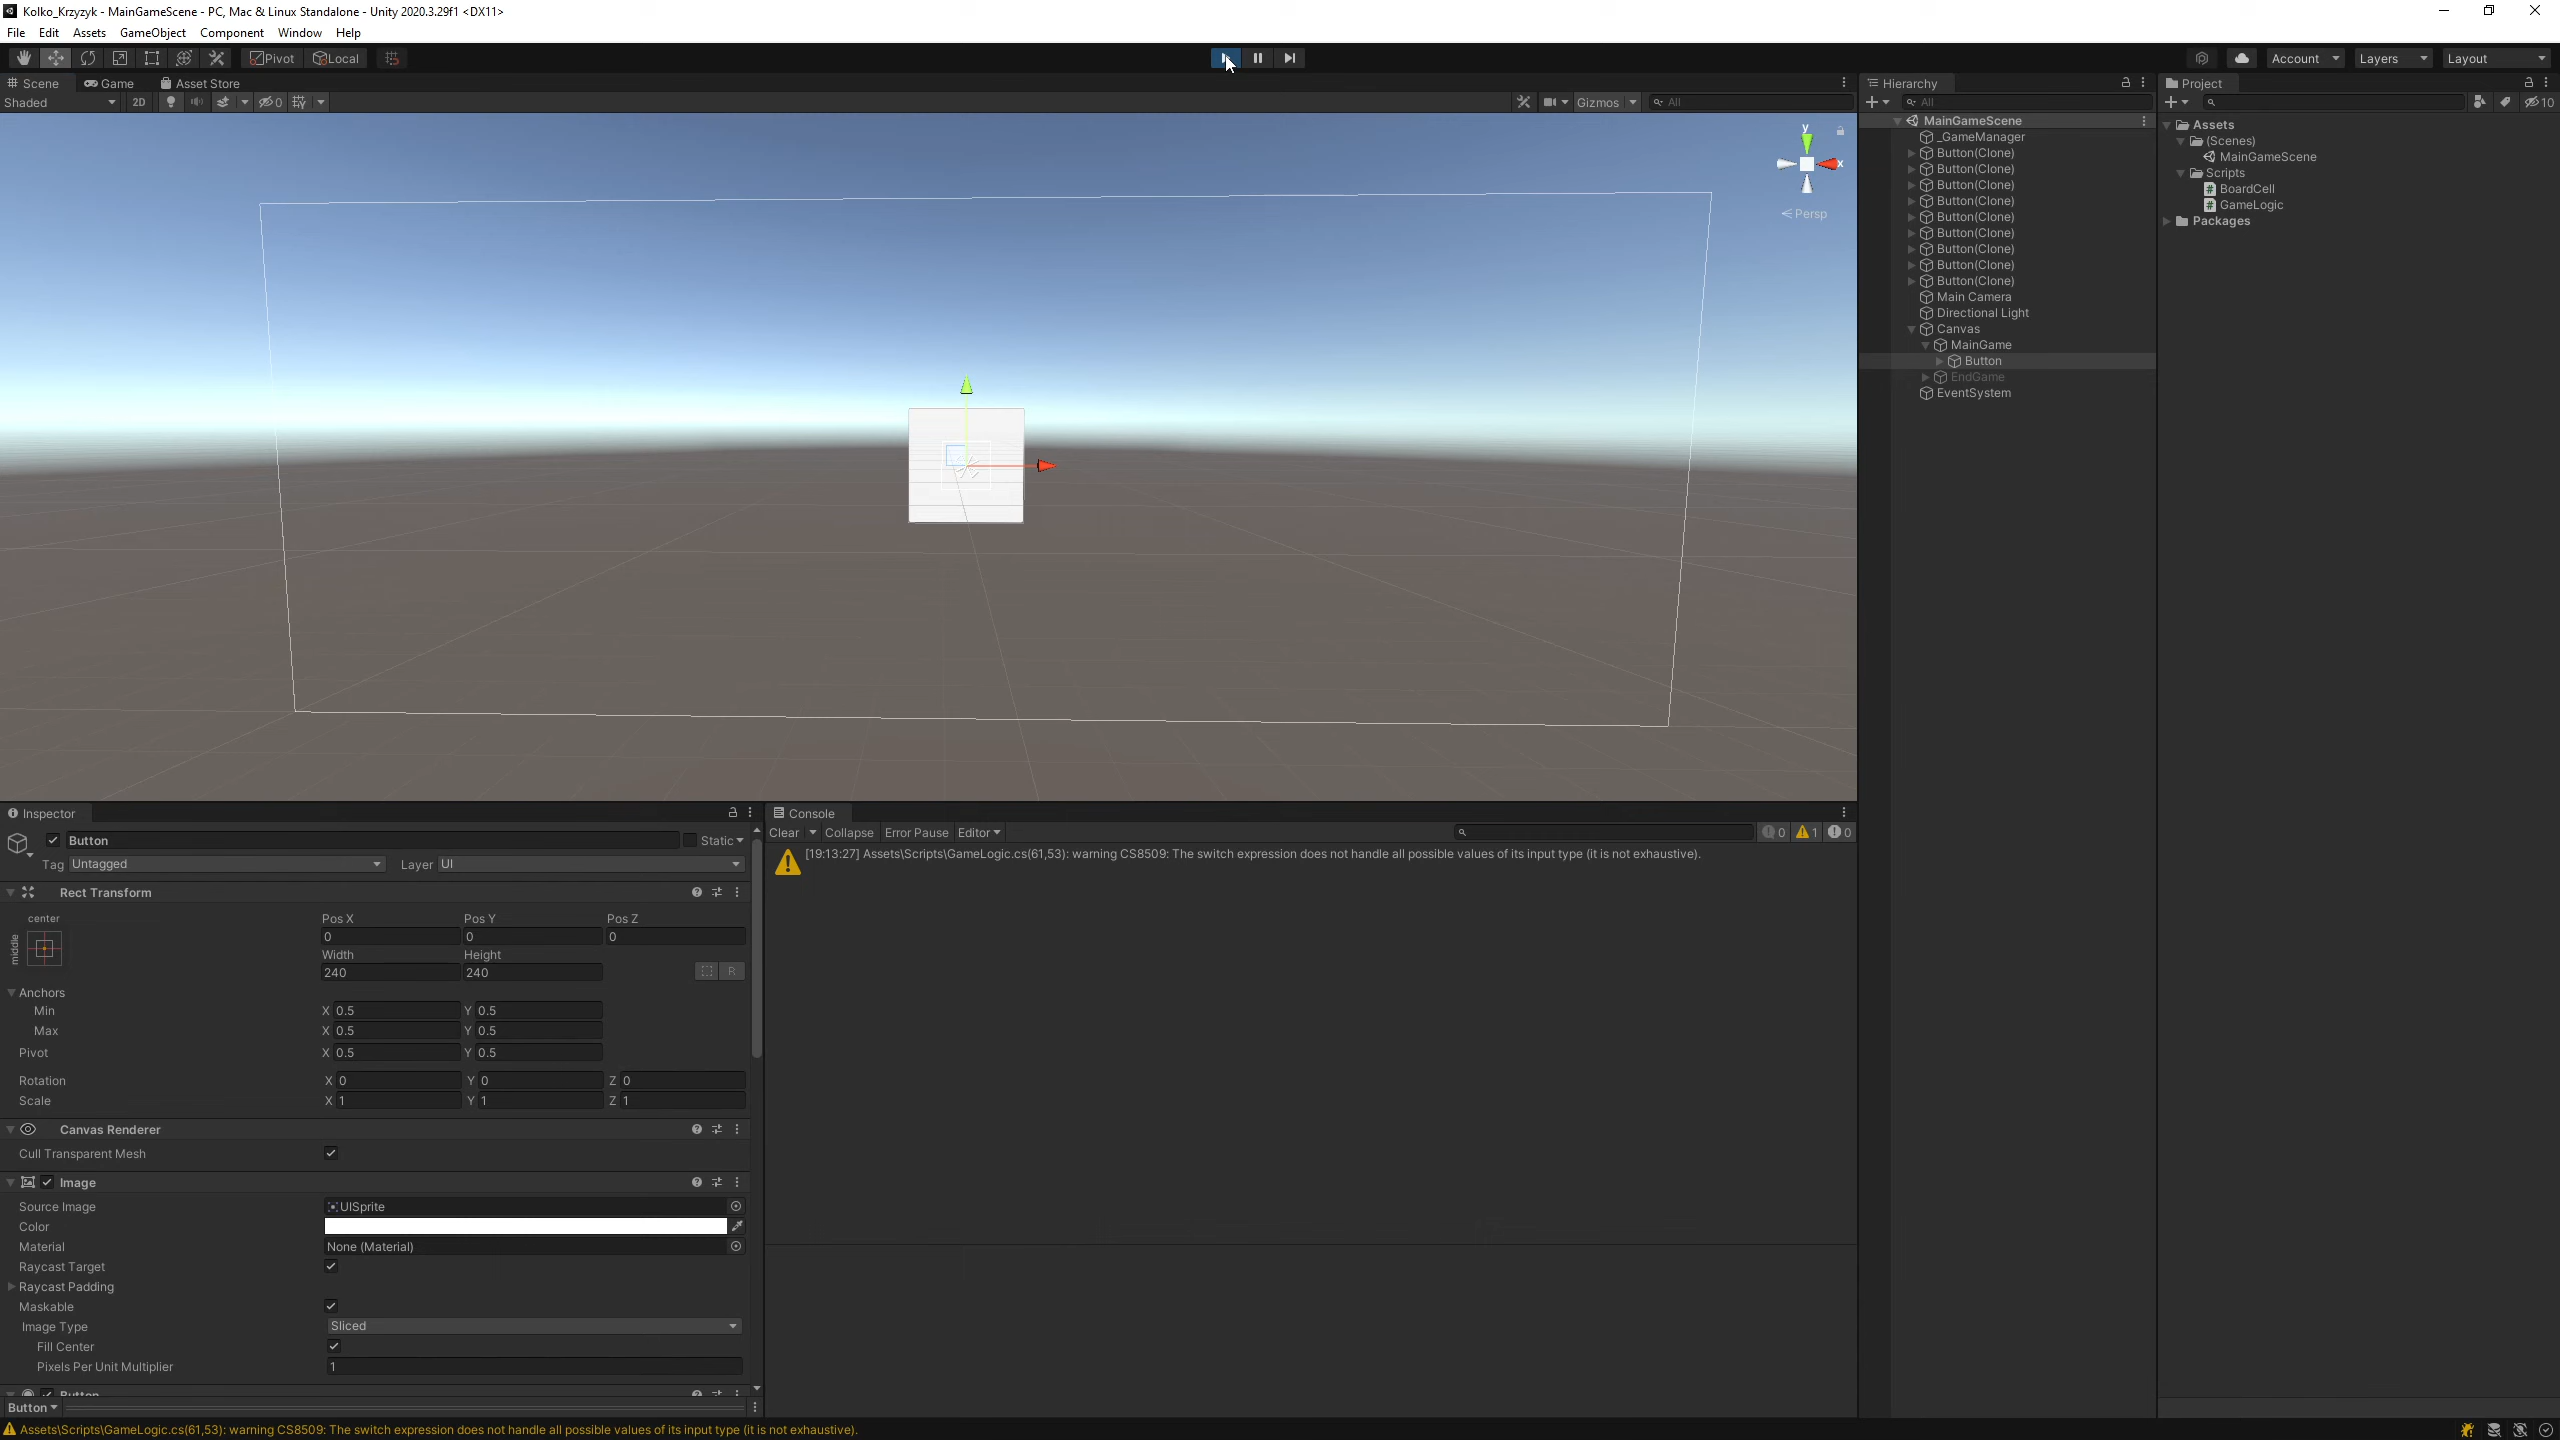 Kolko_Krzyzyk - MainGameScene - PC, Mac & Linux Standalone - Unity 2020.3.29f1 <DX11>
File Edit Assets GameObject Component Window Help
Pivot Local Account Layers Layout
Scene Game Asset Store
Shaded 2D 0 Gizmos All
y
x
Persp
Hierarchy
All
MainGameScene
_GameManager
Button(Clone)
Button(Clone)
Button(Clone)
Button(Clone)
Button(Clone)
Button(Clone)
Button(Clone)
Button(Clone)
Button(Clone)
Main Camera
Directional Light
Canvas
MainGame
Button
EndGame
EventSystem
Project
10
Assets
(Scenes)
MainGameScene
Scripts
BoardCell
GameLogic
Packages
Inspector
Button Static
Tag Untagged Layer UI
Rect Transform
center
middle
Pos X Pos Y Pos Z
0 0 0
Width Height
240 240 R
Anchors
Min X 0.5 Y 0.5
Max X 0.5 Y 0.5
Pivot X 0.5 Y 0.5
Rotation X 0 Y 0 Z 0
Scale X 1 Y 1 Z 1
Canvas Renderer
Cull Transparent Mesh
Image
Source Image UISprite
Color
Material None (Material)
Raycast Target
Raycast Padding
Maskable
Image Type Sliced
Fill Center
Pixels Per Unit Multiplier 1
Button
Button
Console
Clear Collapse Error Pause Editor 0 1 0
[19:13:27] Assets\Scripts\GameLogic.cs(61,53): warning CS8509: The switch expression does not handle all possible values of its input type (it is not exhaustive).
Assets\Scripts\GameLogic.cs(61,53): warning CS8509: The switch expression does not handle all possible values of its input type (it is not exhaustive).